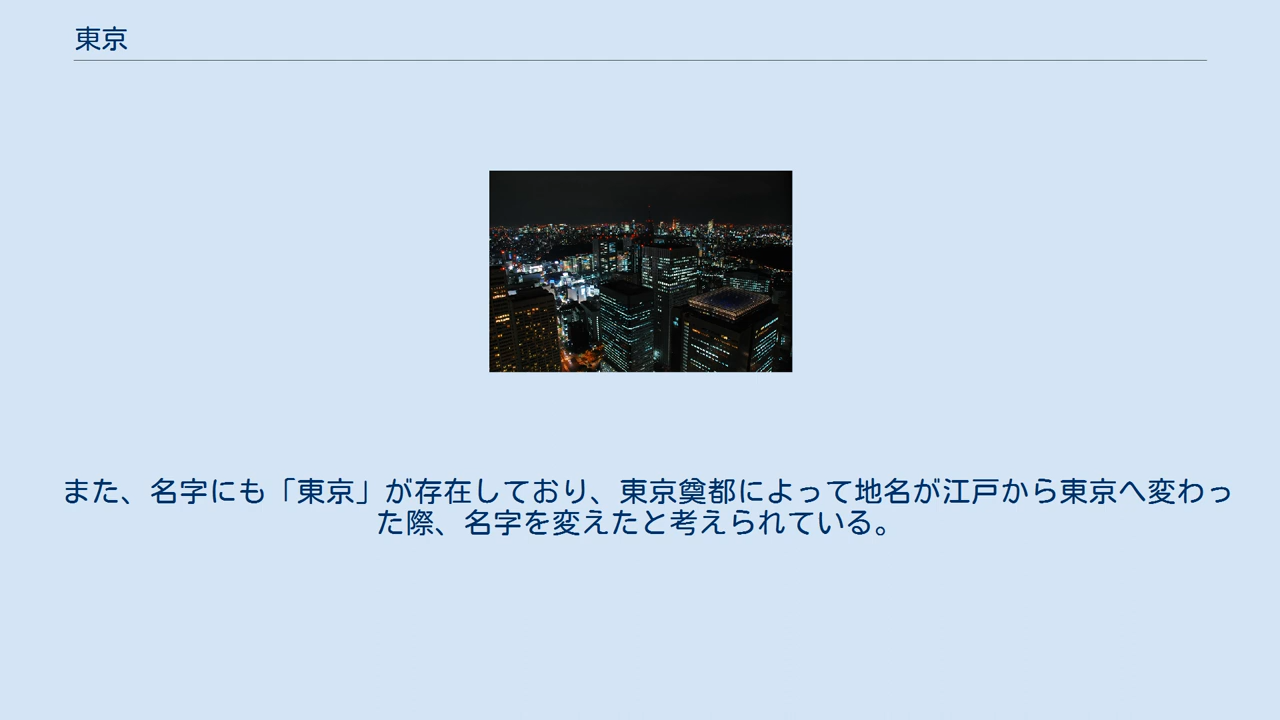 東京
また、名字にも「東京」が存在しており、東京奠都によって地名が江戸から東京へ変わっ
た際、名字を変えたと考えられている。